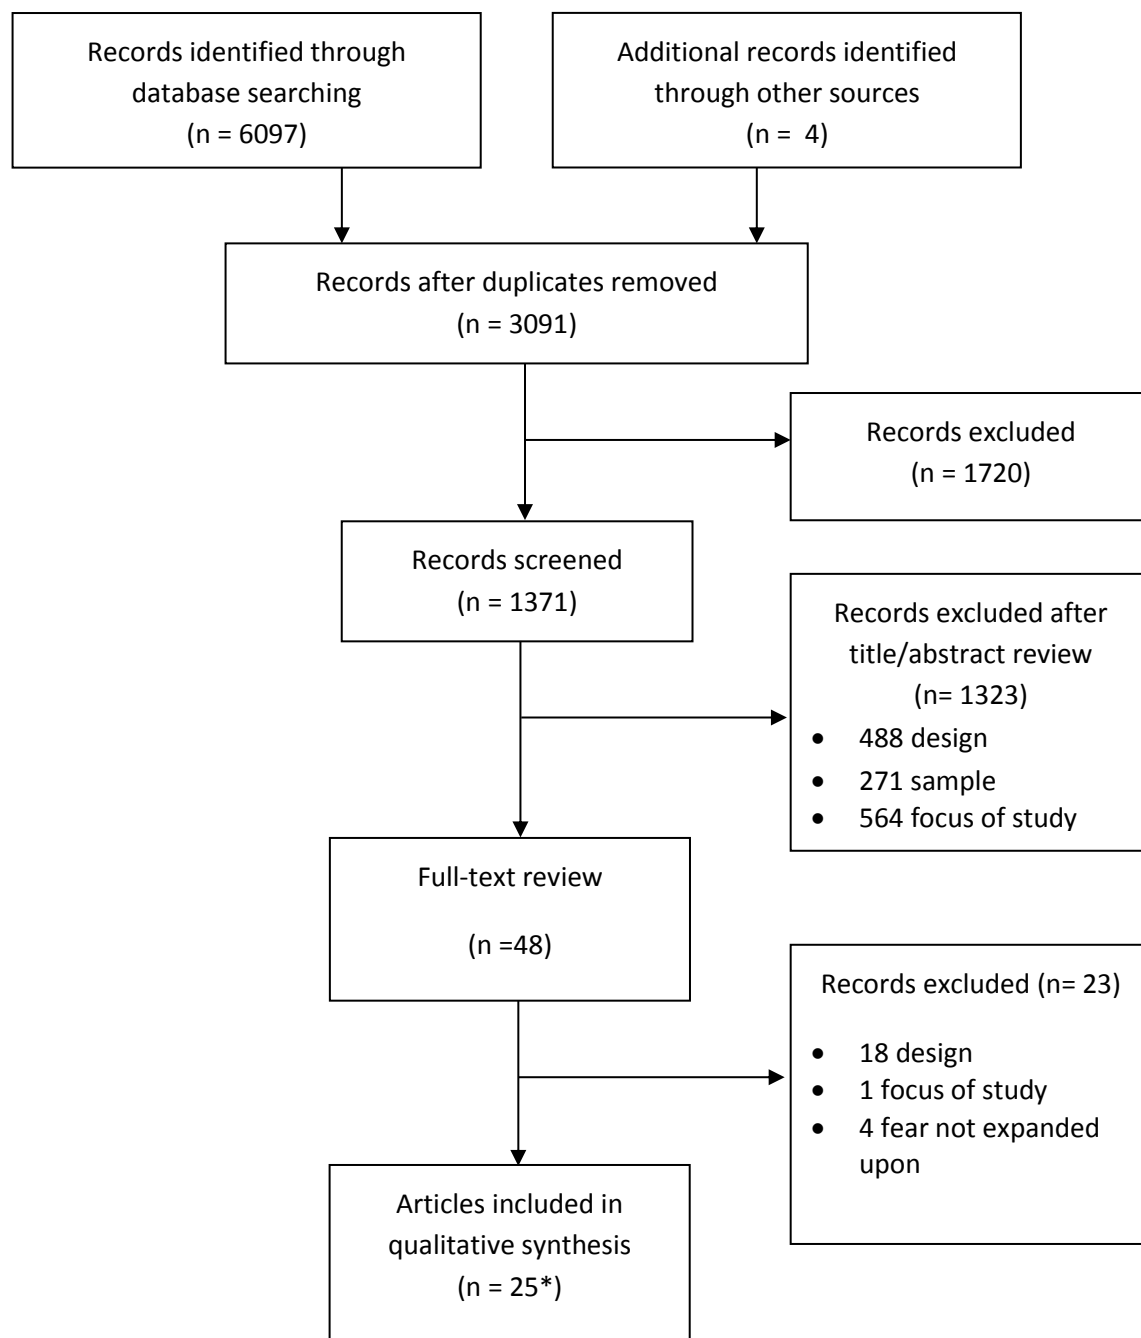 Records identified through
database searching
(n = 6097)
Additional records identified
through other sources
(n = 4)
Records after duplicates removed
(n = 3091)
Records excluded
(n = 1720)
Records screened
(n = 1371)
Records excluded after
title/abstract review
(n= 1323)
• 488 design
• 271 sample
• 564 focus of study
Full-text review
(n =48)
Records excluded (n= 23)
• 18 design
• 1 focus of study
• 4 fear not expanded
upon
Articles included in
qualitative synthesis
(n = 25*)